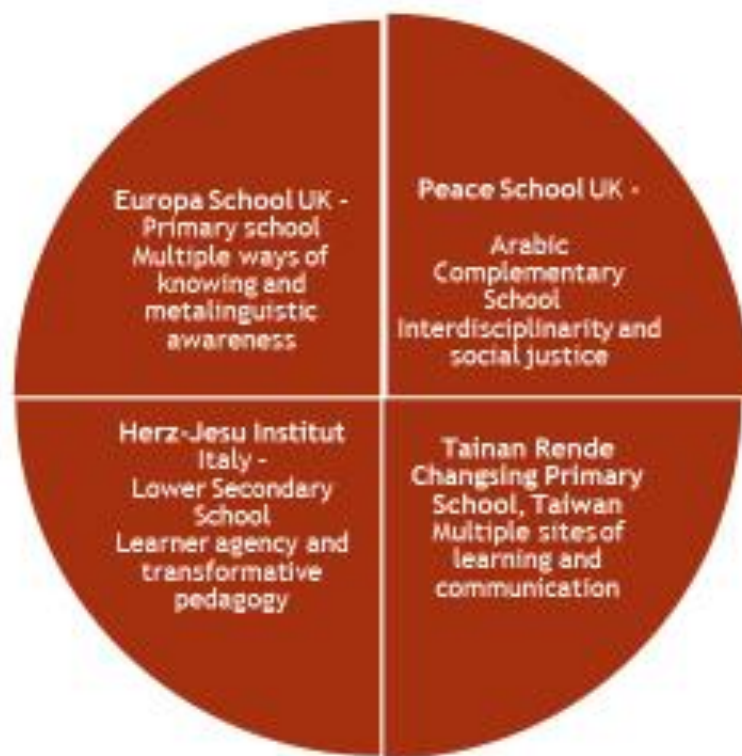 Europa School UK -
Primary school
Multiple ways of
knowing and
metalinguistic
awareness
Peace School UK -
Arabic
Complementary
School
Interdisciplinarity and
social justice
Herz-Jesu Institut
Italy -
Lower Secondary
School
Learner agency and
transformative
pedagogy
Tainan Rende
Changsing Primary
School, Taiwan
Multiple sites of
learning and
communication